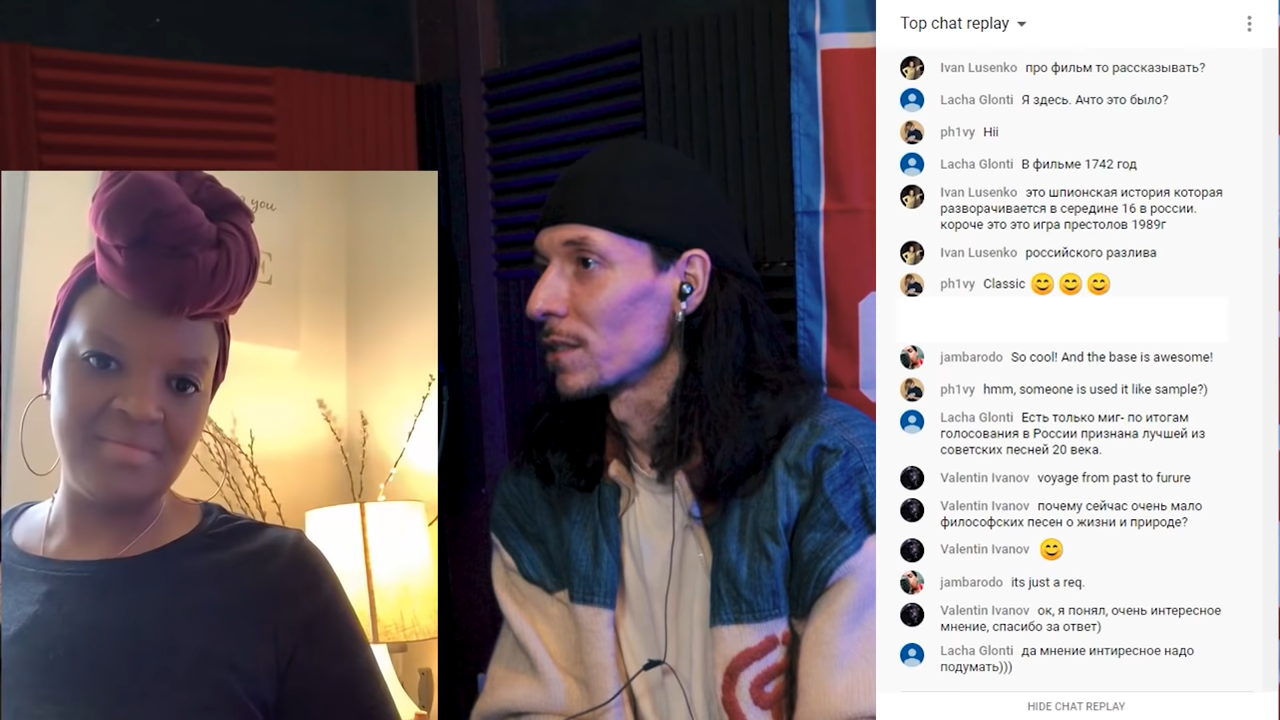 Top chat replay
Ivan Lusenko про фильм то рассказывать?
Lacha Glonti Я здесь. Ачто это было?
ph1vy Hii
Lacha Glonti В фильме 1742 год
Ivan Lusenko это шпионская история которая
разворачивается в середине 16 в россии.
короче это это игра престолов 1989г
Ivan Lusenko российского разлива
ph1vy Classic 😊😊😊
jambarodo So cool! And the base is awesome!
ph1vy hmm, someone is used it like sample?)
Lacha Glonti Есть только миг- по итогам
голосования в России признана лучшей из
советских песней 20 века.
Valentin Ivanov voyage from past to furure
Valentin Ivanov почему сейчас очень мало
философских песен о жизни и природе?
Valentin Ivanov 😊
jambarodo its just a req.
Valentin Ivanov ок, я понял, очень интересное
мнение, спасибо за ответ)
Lacha Glonti да мнение интиресное надо
подумать)))
HIDE CHAT REPLAY
you